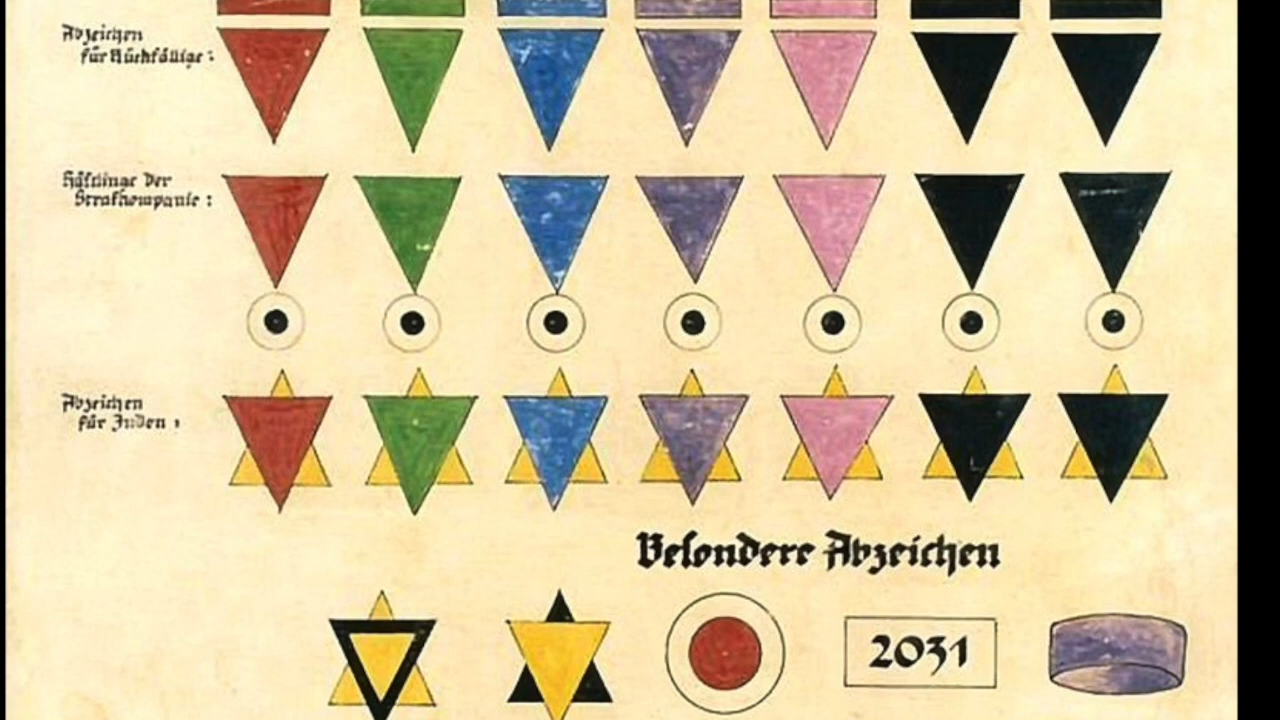 Abzeichen
für Rückfällige:
Häftlinge der
Strafkompanie:
Abzeichen
für Juden:
Besondere Abzeichen
2031